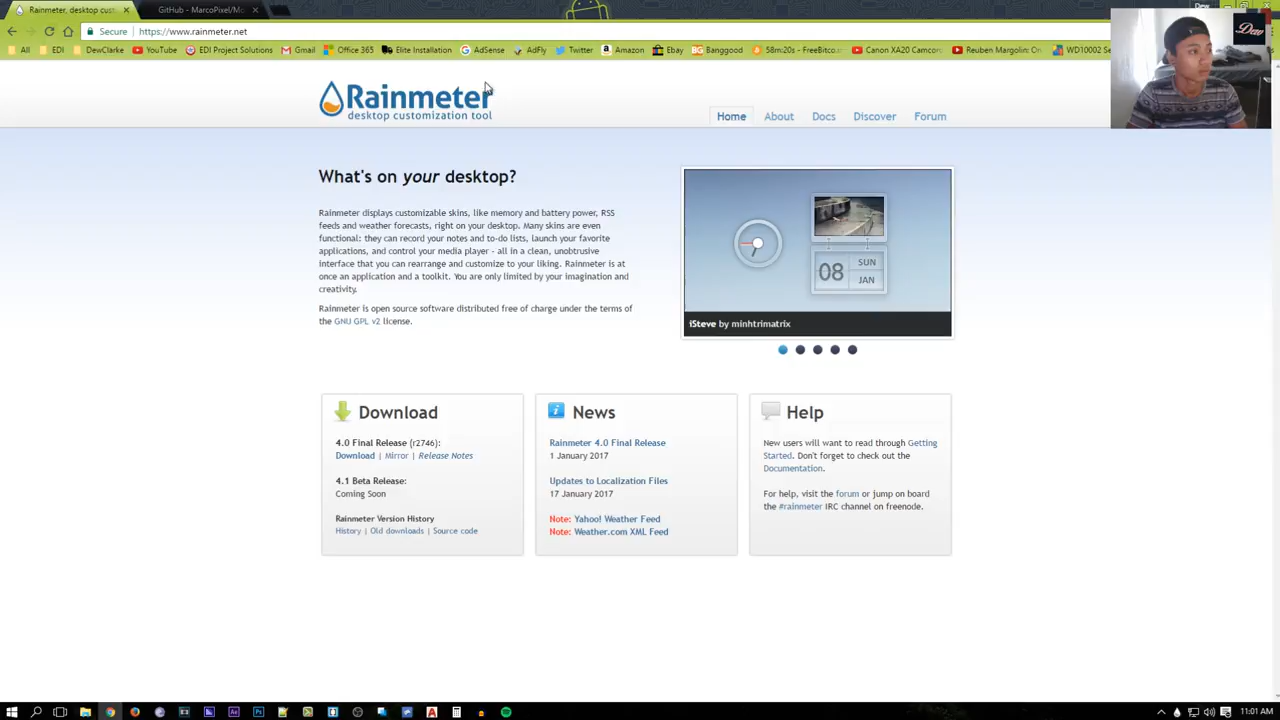 Rainmeter, desktop cust
GitHub - MarcoPixel/Mo
Dew
Secure
https://www.rainmeter.net
All
EDI
DewClarke
YouTube
EDI Project Solutions
Gmail
Office 365
Elite Installation
AdSense
AdFly
Twitter
Amazon
Ebay
Banggood
58m:20s - FreeBitco.in
Canon XA20 Camcord
Reuben Margolin: Or
WD10002 Se
Dew
Rainmeter
desktop customization tool
Home
About
Docs
Discover
Forum
What's on your desktop?
Rainmeter displays customizable skins, like memory and battery power, RSS
feeds and weather forecasts, right on your desktop. Many skins are even
functional: they can record your notes and to-do lists, launch your favorite
applications, and control your media player - all in a clean, unobtrusive
interface that you can rearrange and customize to your liking. Rainmeter is at
once an application and a toolkit. You are only limited by your imagination and
creativity.
Rainmeter is open source software distributed free of charge under the terms of
the GNU GPL v2 license.
08
SUN
JAN
iSteve by minhtrimatrix
Download
4.0 Final Release (r2746):
Download | Mirror | Release Notes
4.1 Beta Release:
Coming Soon
Rainmeter Version History
History | Old downloads | Source code
News
Rainmeter 4.0 Final Release
1 January 2017
Updates to Localization Files
17 January 2017
Note: Yahoo! Weather Feed
Note: Weather.com XML Feed
Help
New users will want to read through Getting
Started. Don't forget to check out the
Documentation.
For help, visit the forum or jump on board
the #rainmeter IRC channel on freenode.
11:01 AM